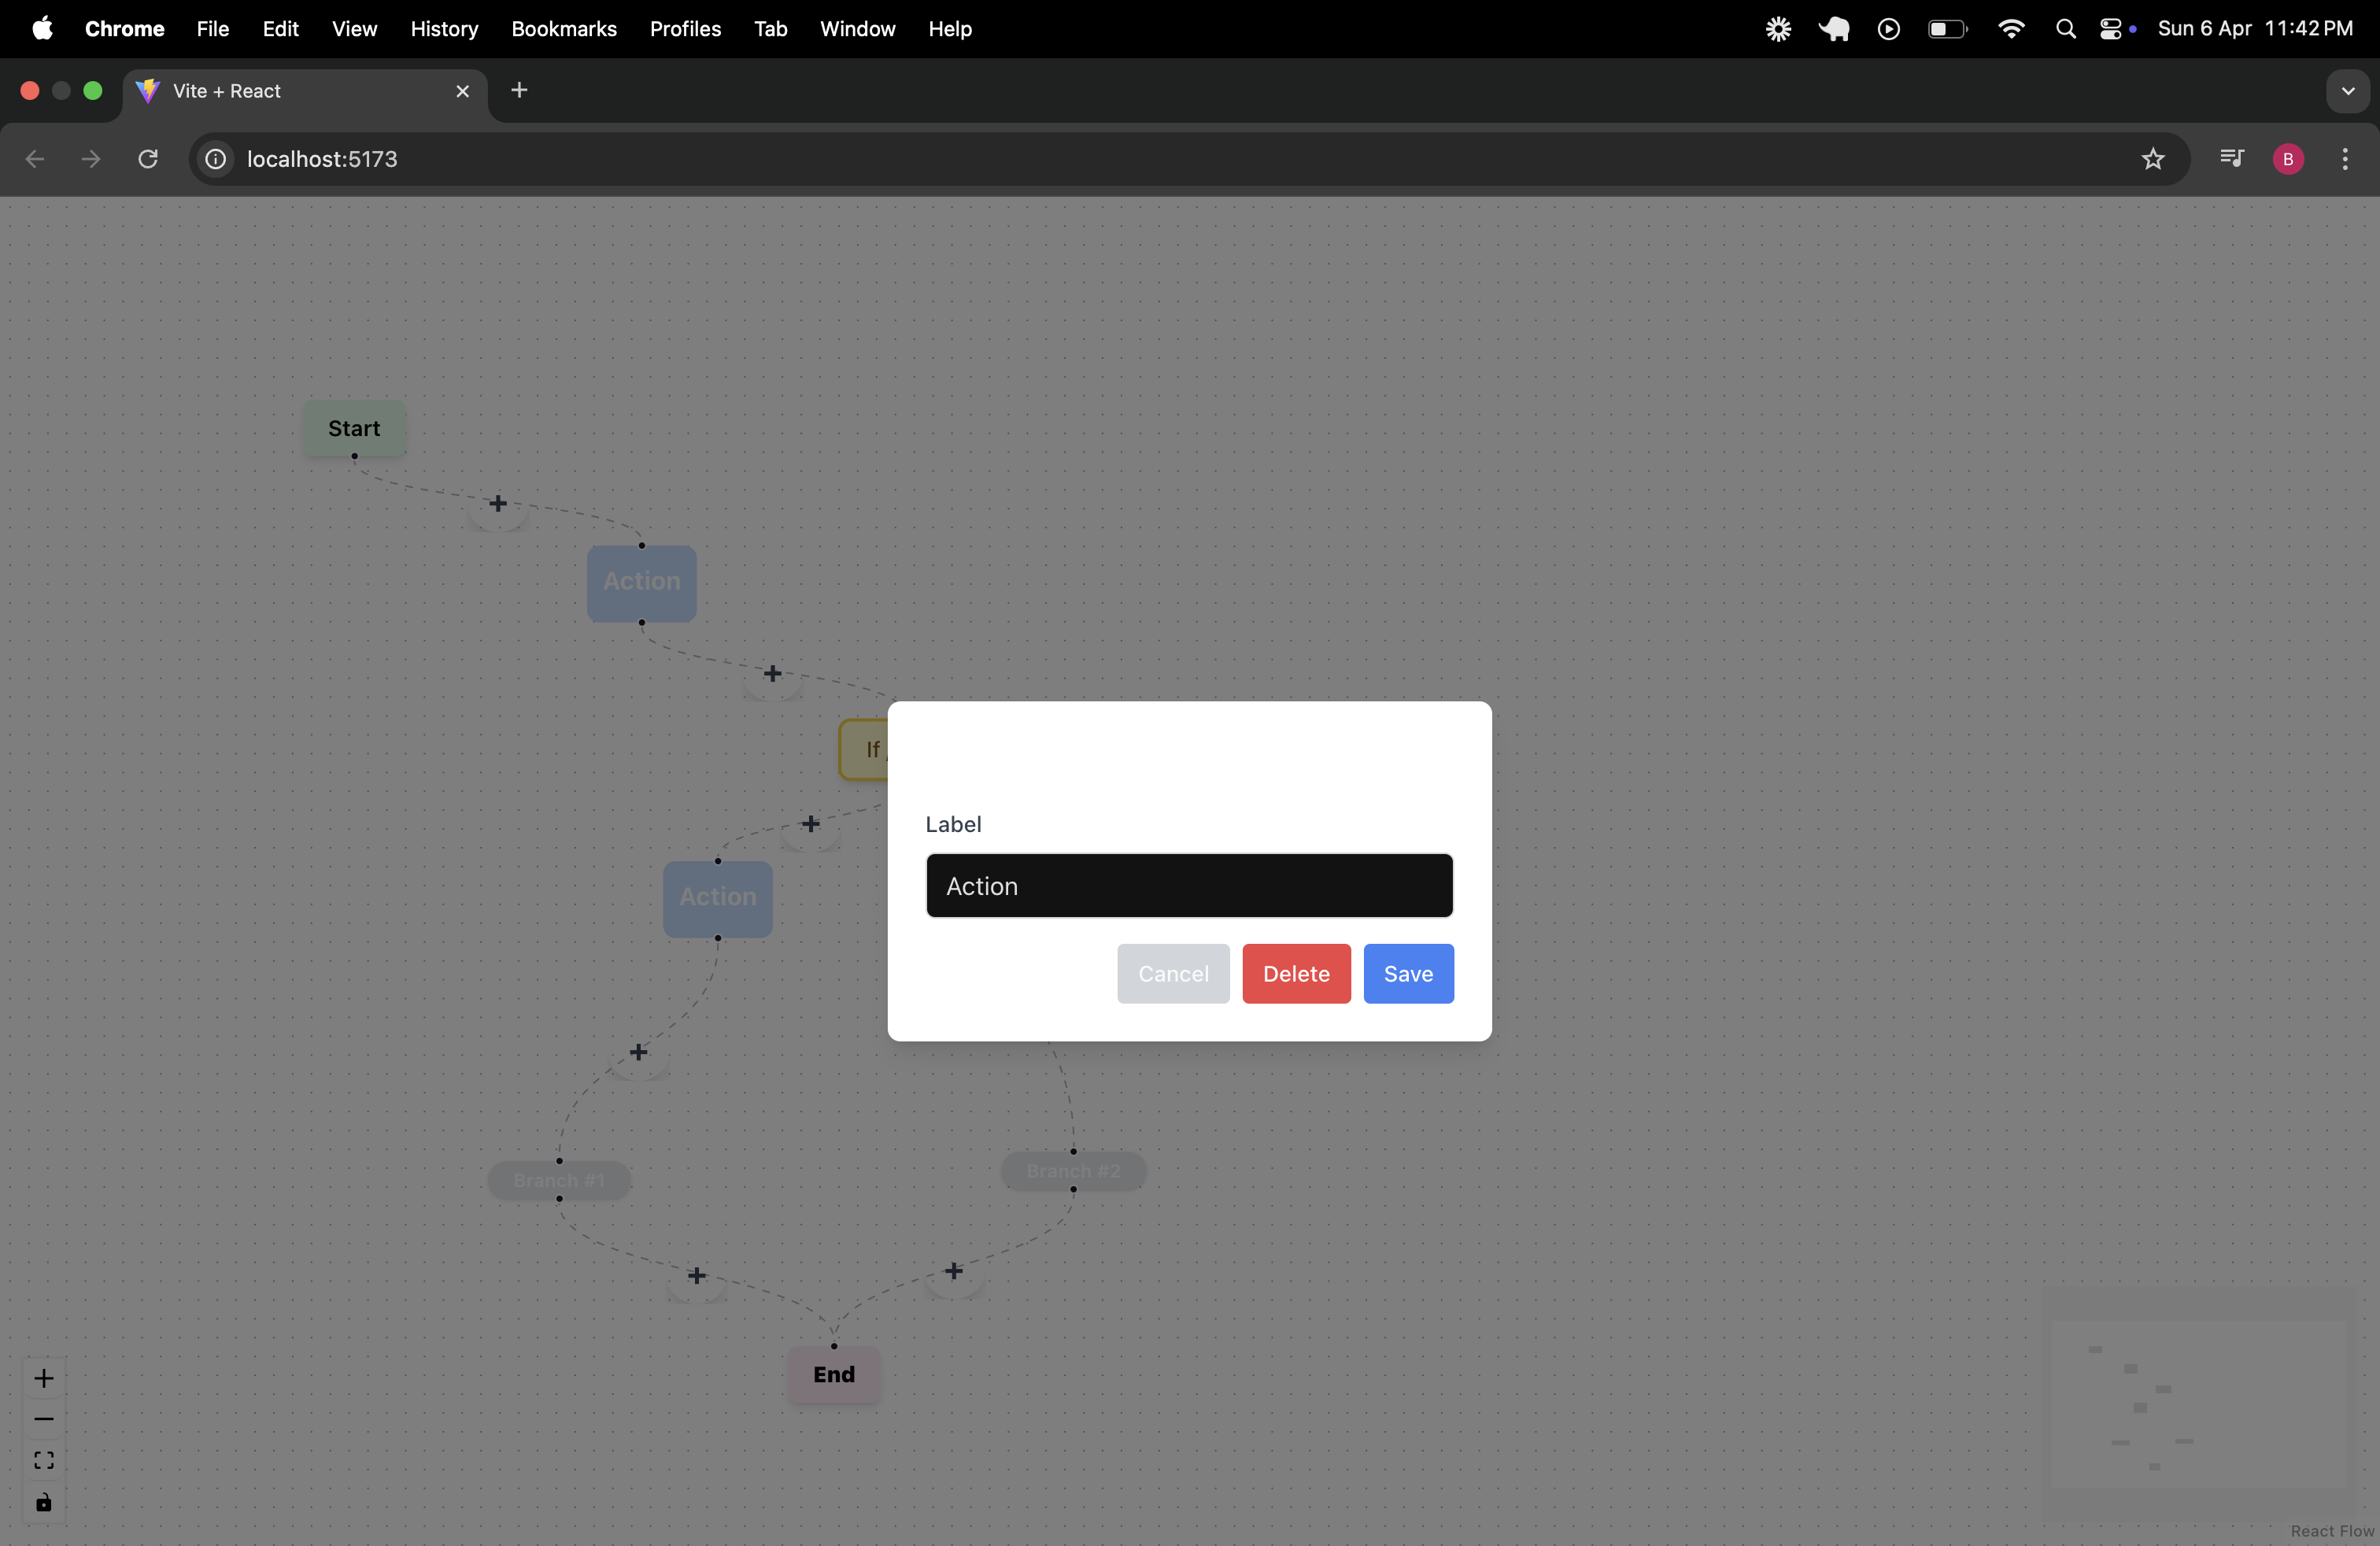 Chrome File Edit View History Bookmarks Profiles Tab Window Help Sun 6 Apr 11:42 PM
Vite + React
localhost:5173
B
Start
Action
If
Label
Action
Action
Cancel Delete Save
Branch #1
Branch #2
End
React Flow